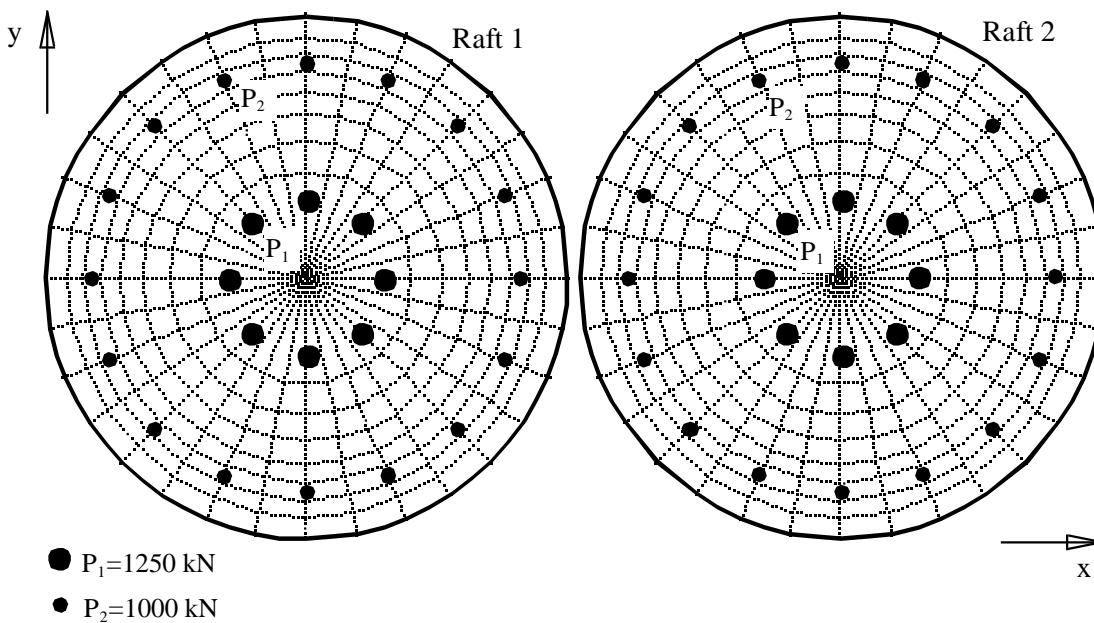 y
Raft 1
Raft 2
P₂
P₂
P₁
P₁
P₁=1250 kN
x
P₂=1000 kN